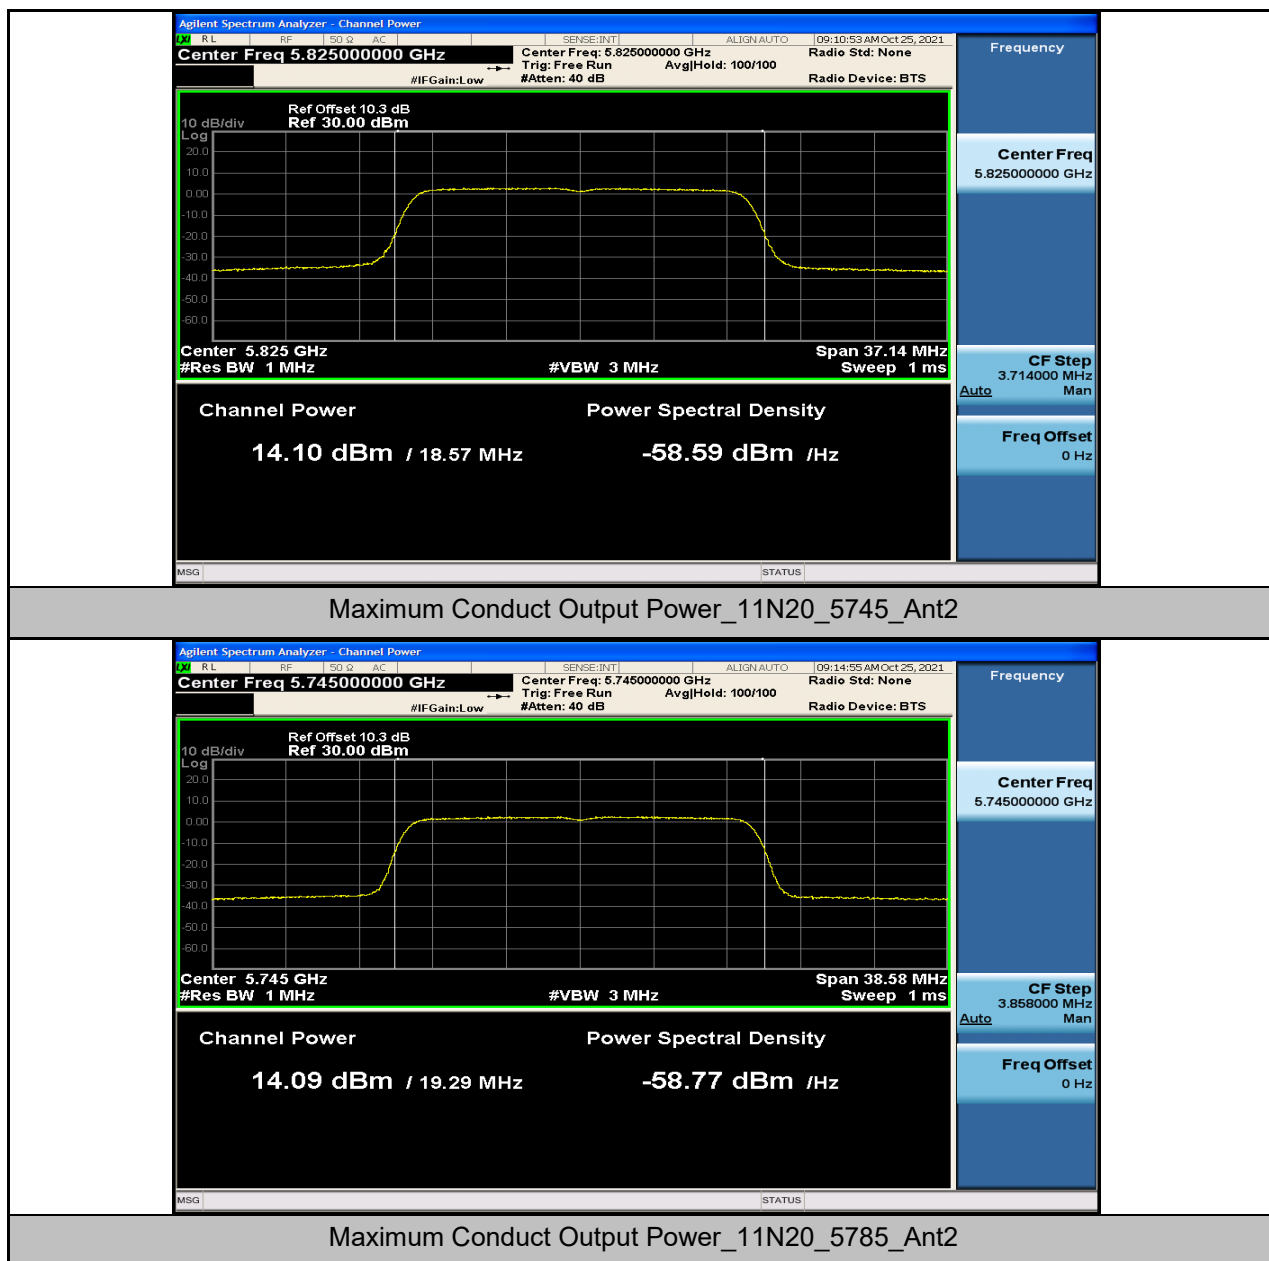 Agilent Spectrum Analyzer - Channel Power
LXI RL RF 50 Ω AC SENSE:INT ALIGN AUTO 09:10:53 AM Oct 25, 2021
Center Freq 5.825000000 GHz
Center Freq: 5.825000000 GHz Radio Std: None
Trig: Free Run Avg|Hold: 100/100
#IFGain:Low #Atten: 40 dB Radio Device: BTS
Frequency
Ref Offset 10.3 dB
10 dB/div Ref 30.00 dBm
Log
20.0
10.0
0.00
-10.0
-20.0
-30.0
-40.0
-50.0
-60.0
Center 5.825 GHz Span 37.14 MHz
#Res BW 1 MHz #VBW 3 MHz Sweep 1 ms
Center Freq
5.825000000 GHz
CF Step
3.714000 MHz
Auto Man
Freq Offset
0 Hz
Channel Power Power Spectral Density
14.10 dBm / 18.57 MHz -58.59 dBm /Hz
MSG STATUS
Maximum Conduct Output Power_11N20_5745_Ant2
Agilent Spectrum Analyzer - Channel Power
LXI RL RF 50 Ω AC SENSE:INT ALIGN AUTO 09:14:55 AM Oct 25, 2021
Center Freq 5.745000000 GHz
Center Freq: 5.745000000 GHz Radio Std: None
Trig: Free Run Avg|Hold: 100/100
#IFGain:Low #Atten: 40 dB Radio Device: BTS
Frequency
Ref Offset 10.3 dB
10 dB/div Ref 30.00 dBm
Log
20.0
10.0
0.00
-10.0
-20.0
-30.0
-40.0
-50.0
-60.0
Center 5.745 GHz Span 38.58 MHz
#Res BW 1 MHz #VBW 3 MHz Sweep 1 ms
Center Freq
5.745000000 GHz
CF Step
3.858000 MHz
Auto Man
Freq Offset
0 Hz
Channel Power Power Spectral Density
14.09 dBm / 19.29 MHz -58.77 dBm /Hz
MSG STATUS
Maximum Conduct Output Power_11N20_5785_Ant2